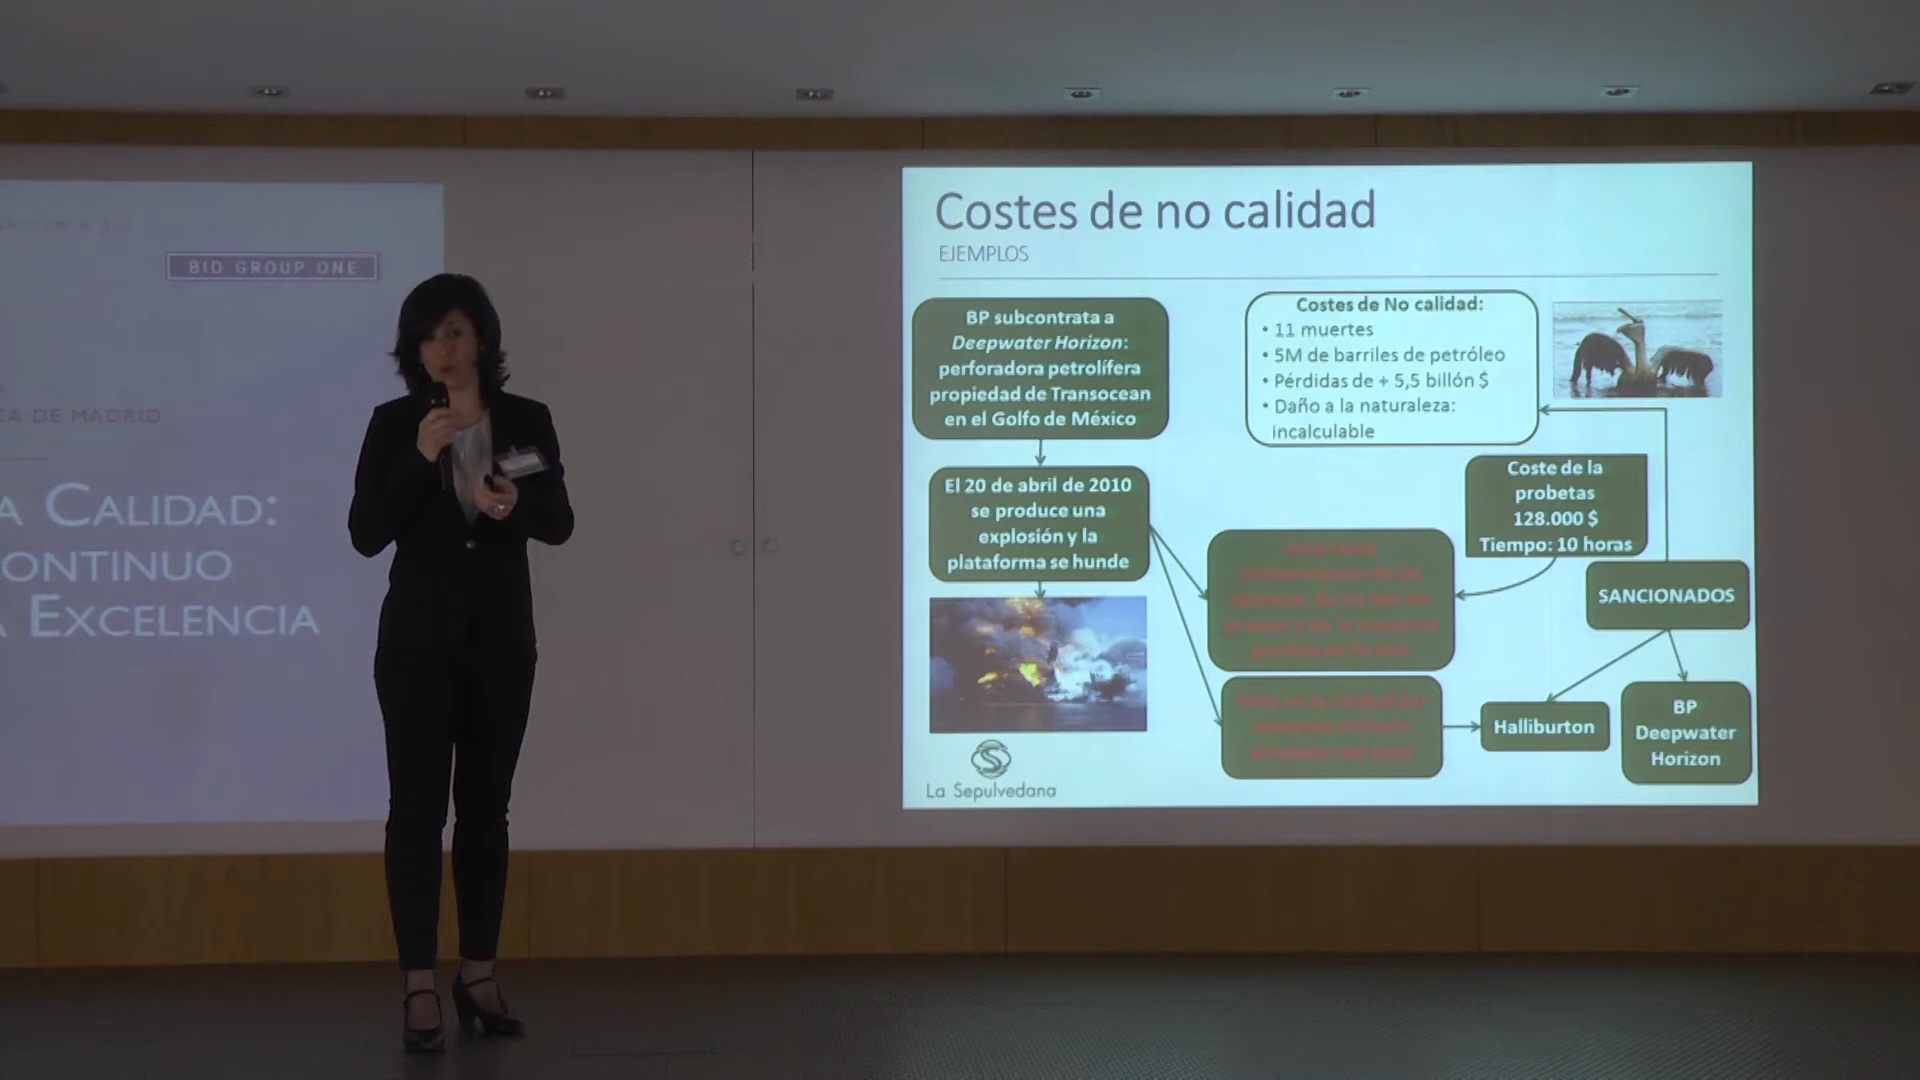 BID GROUP ONE
CA DE MADRID
A CALIDAD:
ONTINUO
A EXCELENCIA
Costes de no calidad
EJEMPLOS
BP subcontrata a
Deepwater Horizon:
perforadora petrolífera
propiedad de Transocean
en el Golfo de México
El 20 de abril de 2010
se produce una
explosión y la
plataforma se hunde
Costes de No calidad:
• 11 muertes
• 5M de barriles de petróleo
• Pérdidas de + 5,5 billón $
• Daño a la naturaleza:
incalculable
Coste de la
probetas
128.000 $
Tiempo: 10 horas
SANCIONADOS
Halliburton
BP
Deepwater
Horizon
S
La Sepulvedana